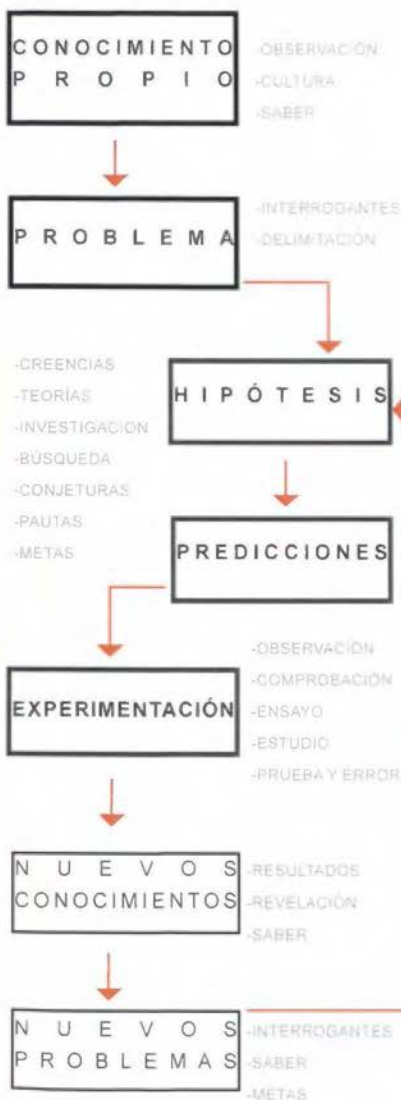 CONOCIMIENTO
PROPIO
-OBSERVACIÓN
-CULTURA
-SABER
PROBLEMA
-INTERROGANTES
-DELIMITACIÓN
-CREENCIAS
-TEORÍAS
-INVESTIGACIÓN
-BÚSQUEDA
-CONJETURAS
-PAUTAS
-METAS
HIPÓTESIS
PREDICCIONES
EXPERIMENTACIÓN
-OBSERVACIÓN
-COMPROBACIÓN
-ENSAYO
-ESTUDIO
-PRUEBA Y ERROR
NUEVOS
CONOCIMIENTOS
-RESULTADOS
-REVELACIÓN
-SABER
NUEVOS
PROBLEMAS
-INTERROGANTES
-SABER
-METAS